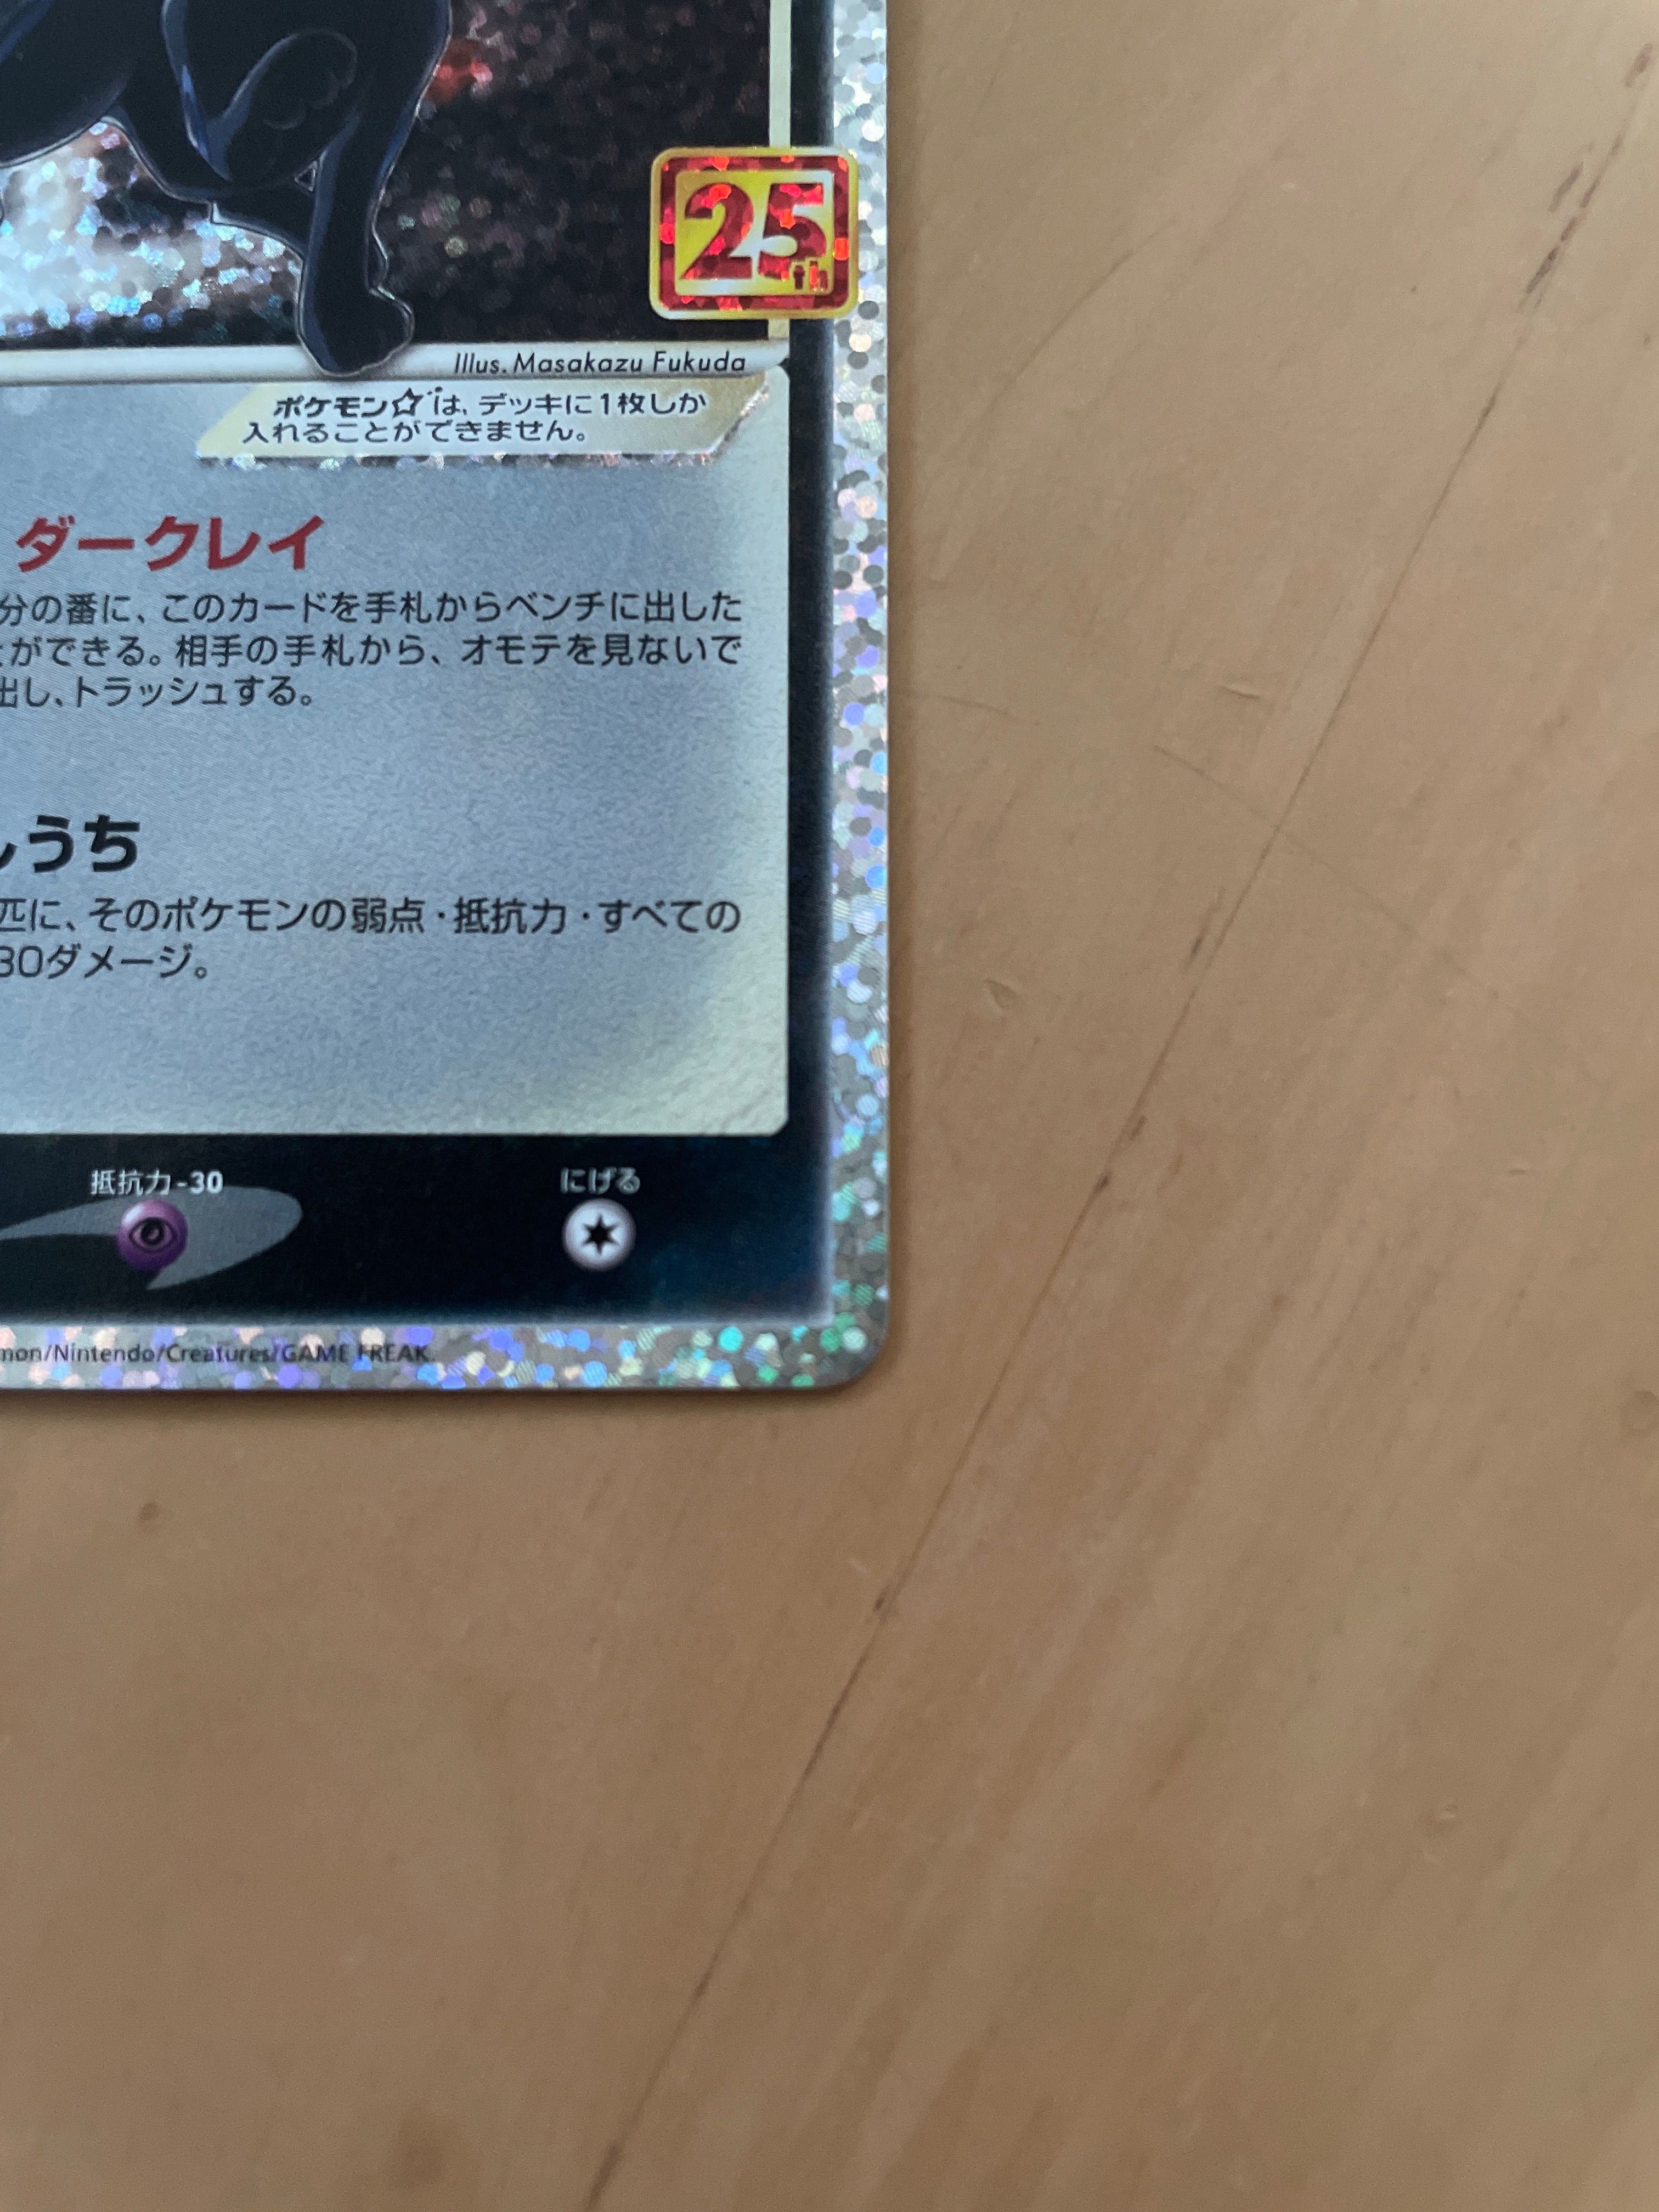 25th
Illus. Masakazu Fukuda
ポケモン☆は、デッキに1枚しか
入れることができません。
ダークレイ
分の番に、このカードを手札からベンチに出した
ができる。相手の手札から、オモテを見ないで
出し、トラッシュする。
うち
匹に、そのポケモンの弱点・抵抗力・すべての
30ダメージ。
抵抗力-30
にげる
mon/Nintendo/Creatures/GAME FREAK.